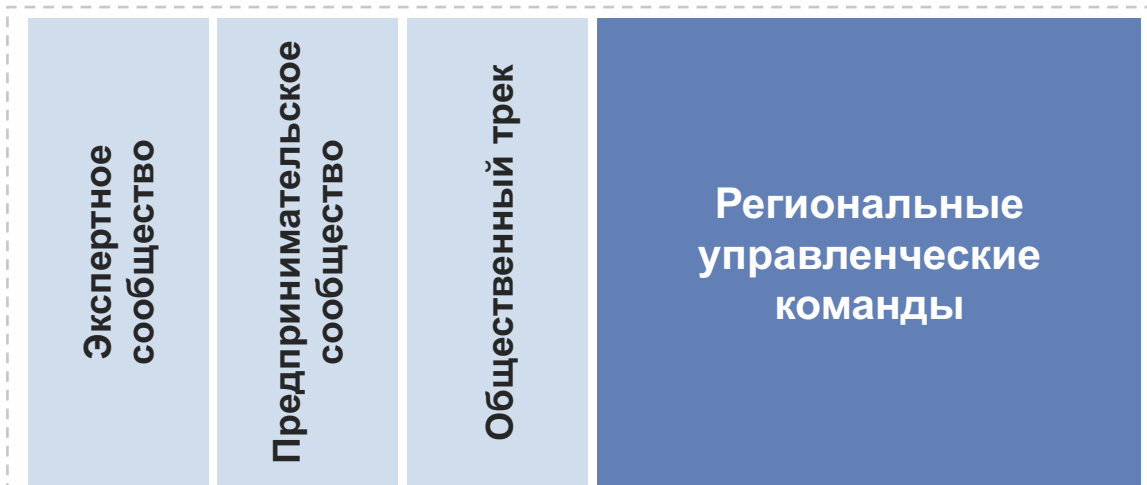 Экспертное
сообщество
Предпринимательское
сообщество
Общественный трек
Региональные
управленческие
команды